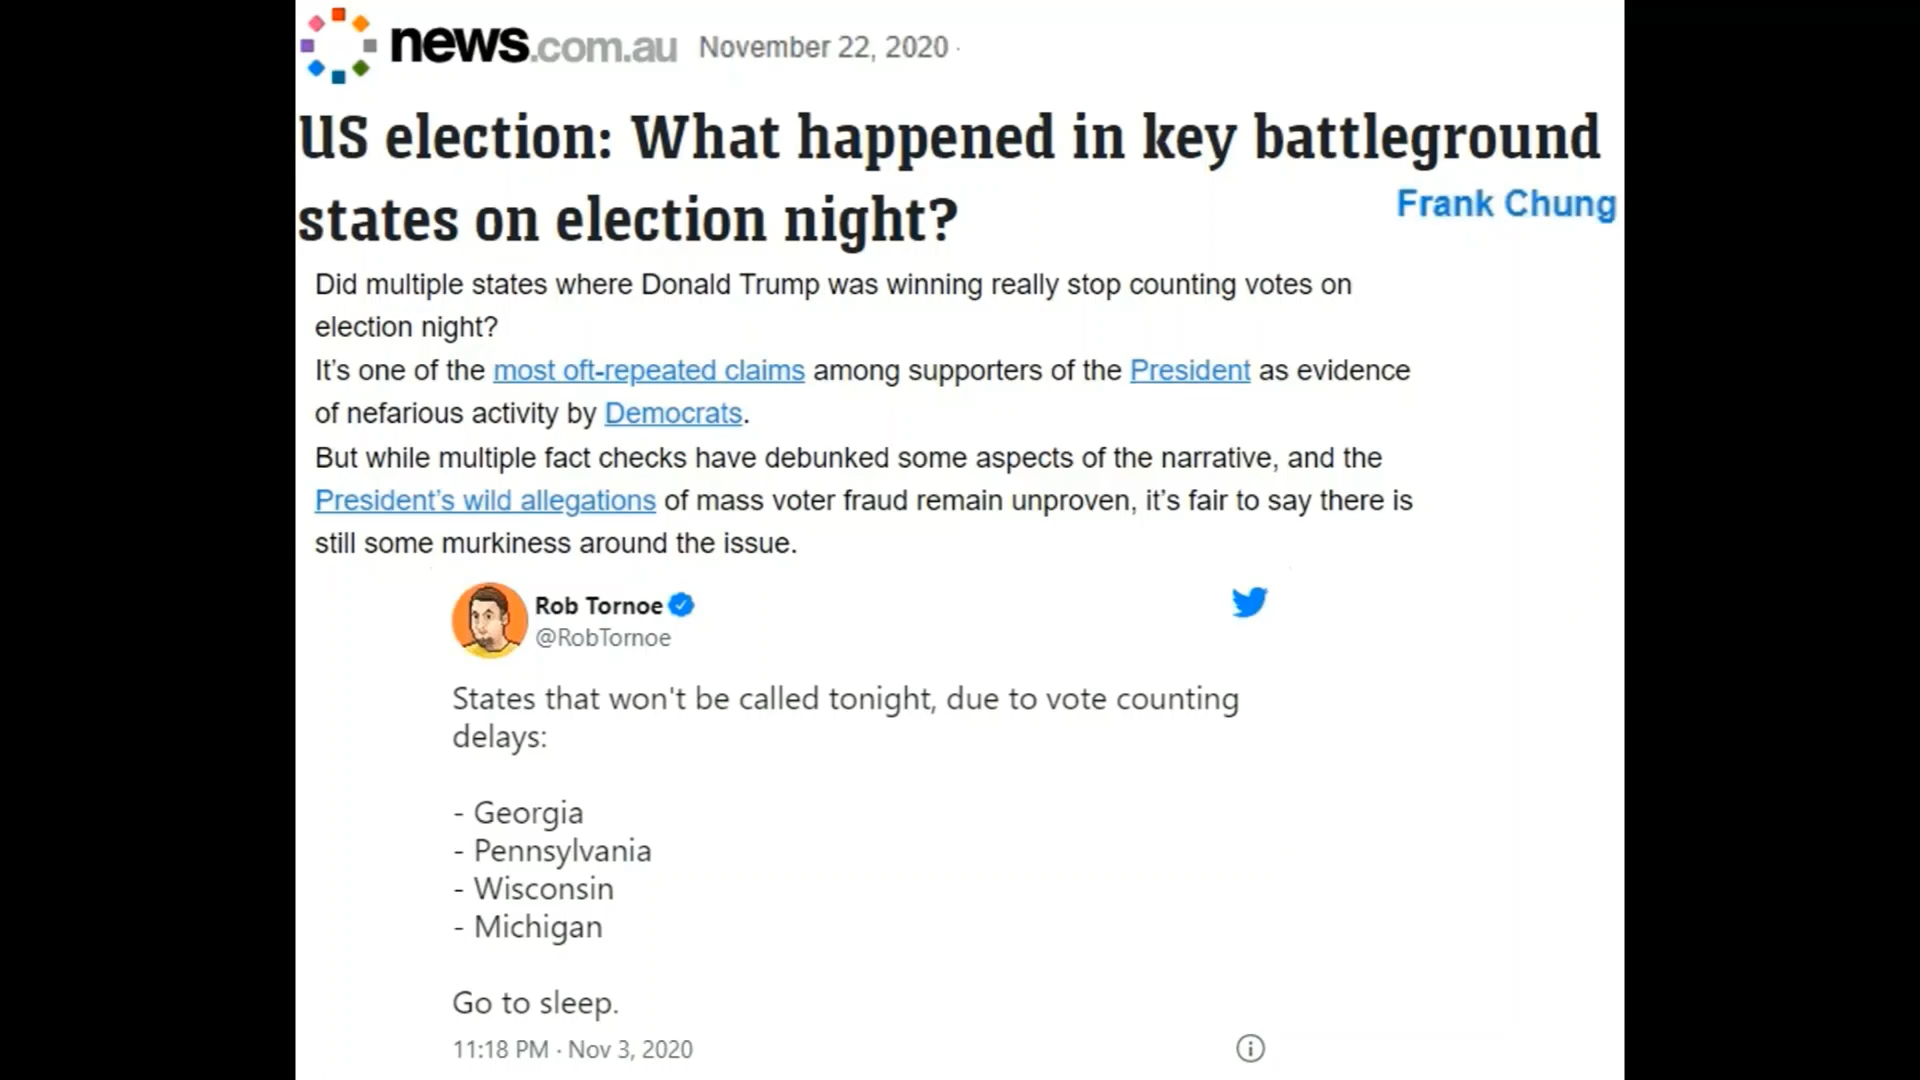 news.com.au November 22, 2020 ·
US election: What happened in key battleground
states on election night?
Frank Chung
Did multiple states where Donald Trump was winning really stop counting votes on
election night?
It's one of the most oft-repeated claims among supporters of the President as evidence
of nefarious activity by Democrats.
But while multiple fact checks have debunked some aspects of the narrative, and the
President's wild allegations of mass voter fraud remain unproven, it's fair to say there is
still some murkiness around the issue.
Rob Tornoe
@RobTornoe
States that won't be called tonight, due to vote counting
delays:
- Georgia
- Pennsylvania
- Wisconsin
- Michigan
Go to sleep.
11:18 PM · Nov 3, 2020